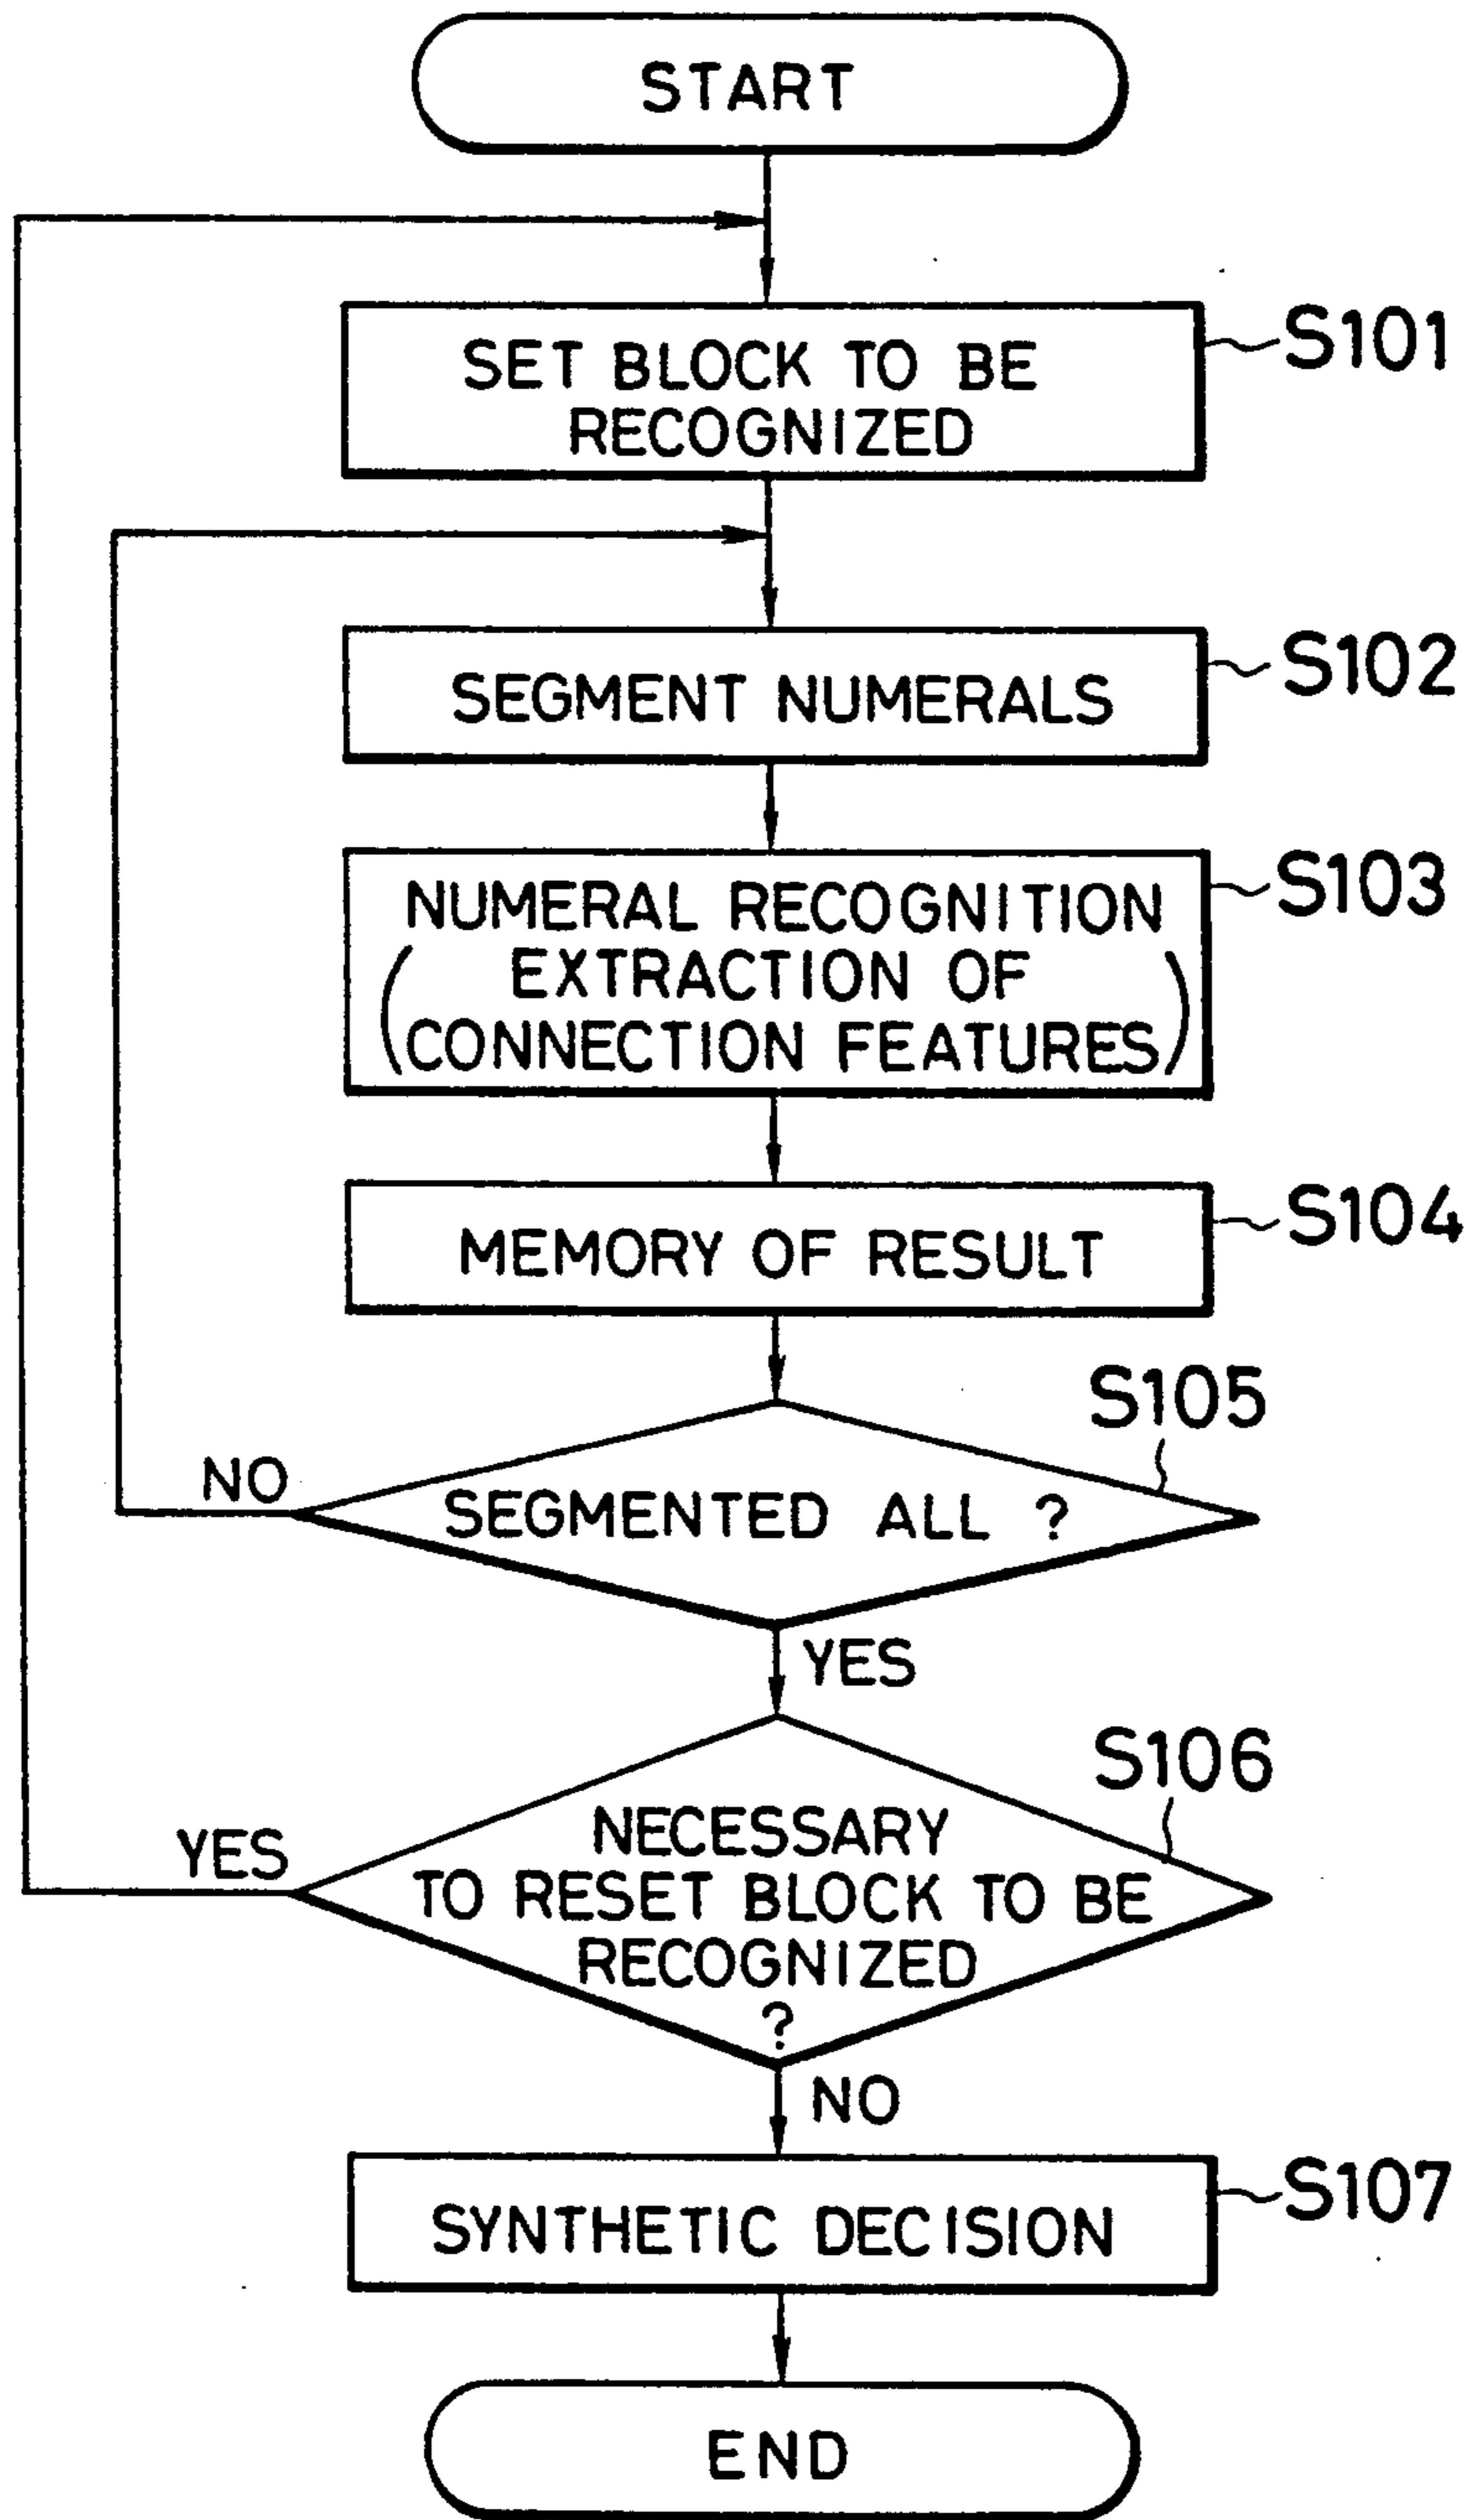 START
S101
SET BLOCK TO BE
RECOGNIZED
S102
SEGMENT NUMERALS
S103
NUMERAL RECOGNITION
(EXTRACTION OF
CONNECTION FEATURES)
S104
MEMORY OF RESULT
S105
NO
SEGMENTED ALL ?
YES
S106
NECESSARY
YES
TO RESET BLOCK TO BE
RECOGNIZED
?
NO
S107
SYNTHETIC DECISION
END